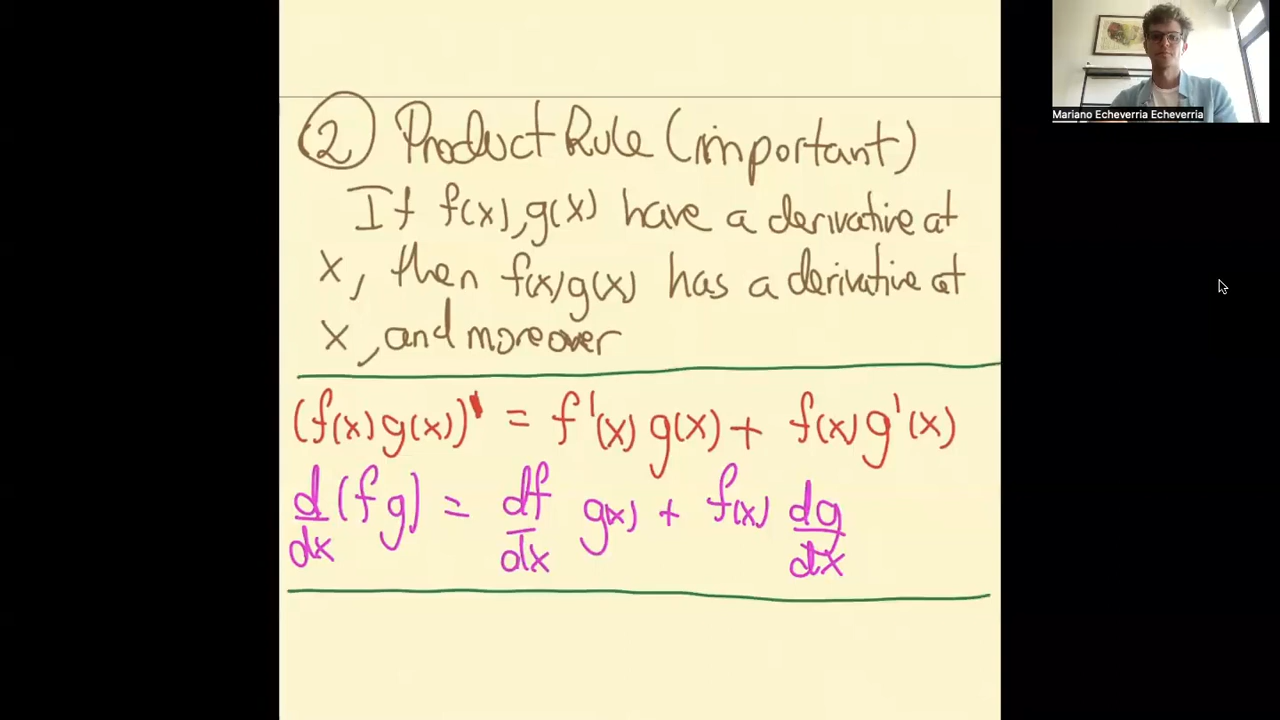 ② Product Rule (important)
If f(x), g(x) have a derivative at
x, then f(x)g(x) has a derivative at
x, and moreover
(f(x)g(x))' = f'(x)g(x) + f(x)g'(x)
d/dx (fg) = df/dx g(x) + f(x) dg/dx
Mariano Echeverria Echeverria